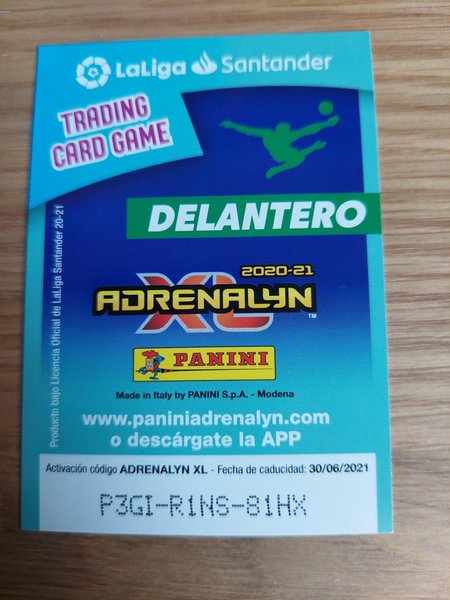 LaLiga Santander
TRADING
CARD GAME
DELANTERO
2020-21
ADRENALYN
XL™
PANINI
Made in Italy by PANINI S.p.A. - Modena
www.paniniadrenalyn.com
o descárgate la APP
Producto bajo Licencia Oficial de LaLiga Santander 20-21
Activación código ADRENALYN XL - Fecha de caducidad: 30/06/2021
P3GI-R1NS-81HX